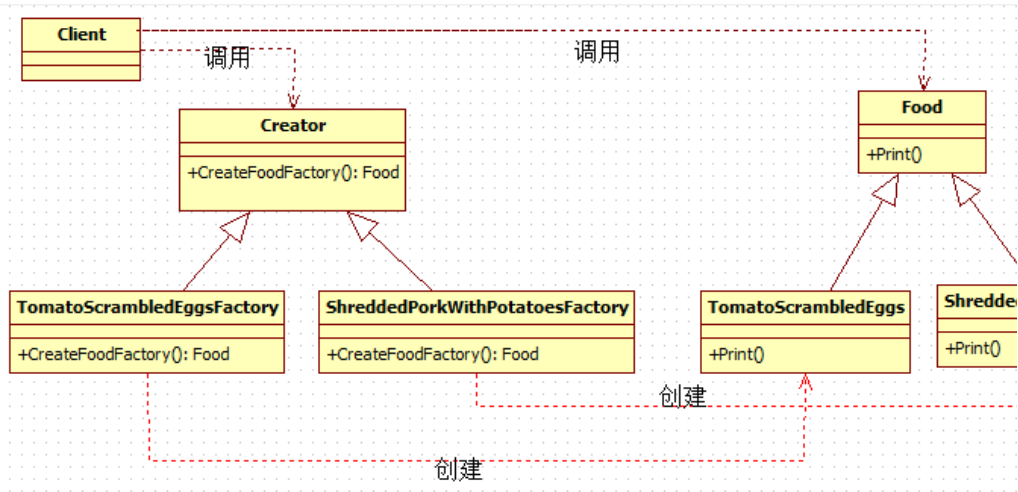 Client
调用
调用
Creator
+CreateFoodFactory(): Food
Food
+Print()
TomatoScrambledEggsFactory
+CreateFoodFactory(): Food
ShreddedPorkWithPotatoesFactory
+CreateFoodFactory(): Food
TomatoScrambledEggs
+Print()
Shredded
+Print()
创建
创建